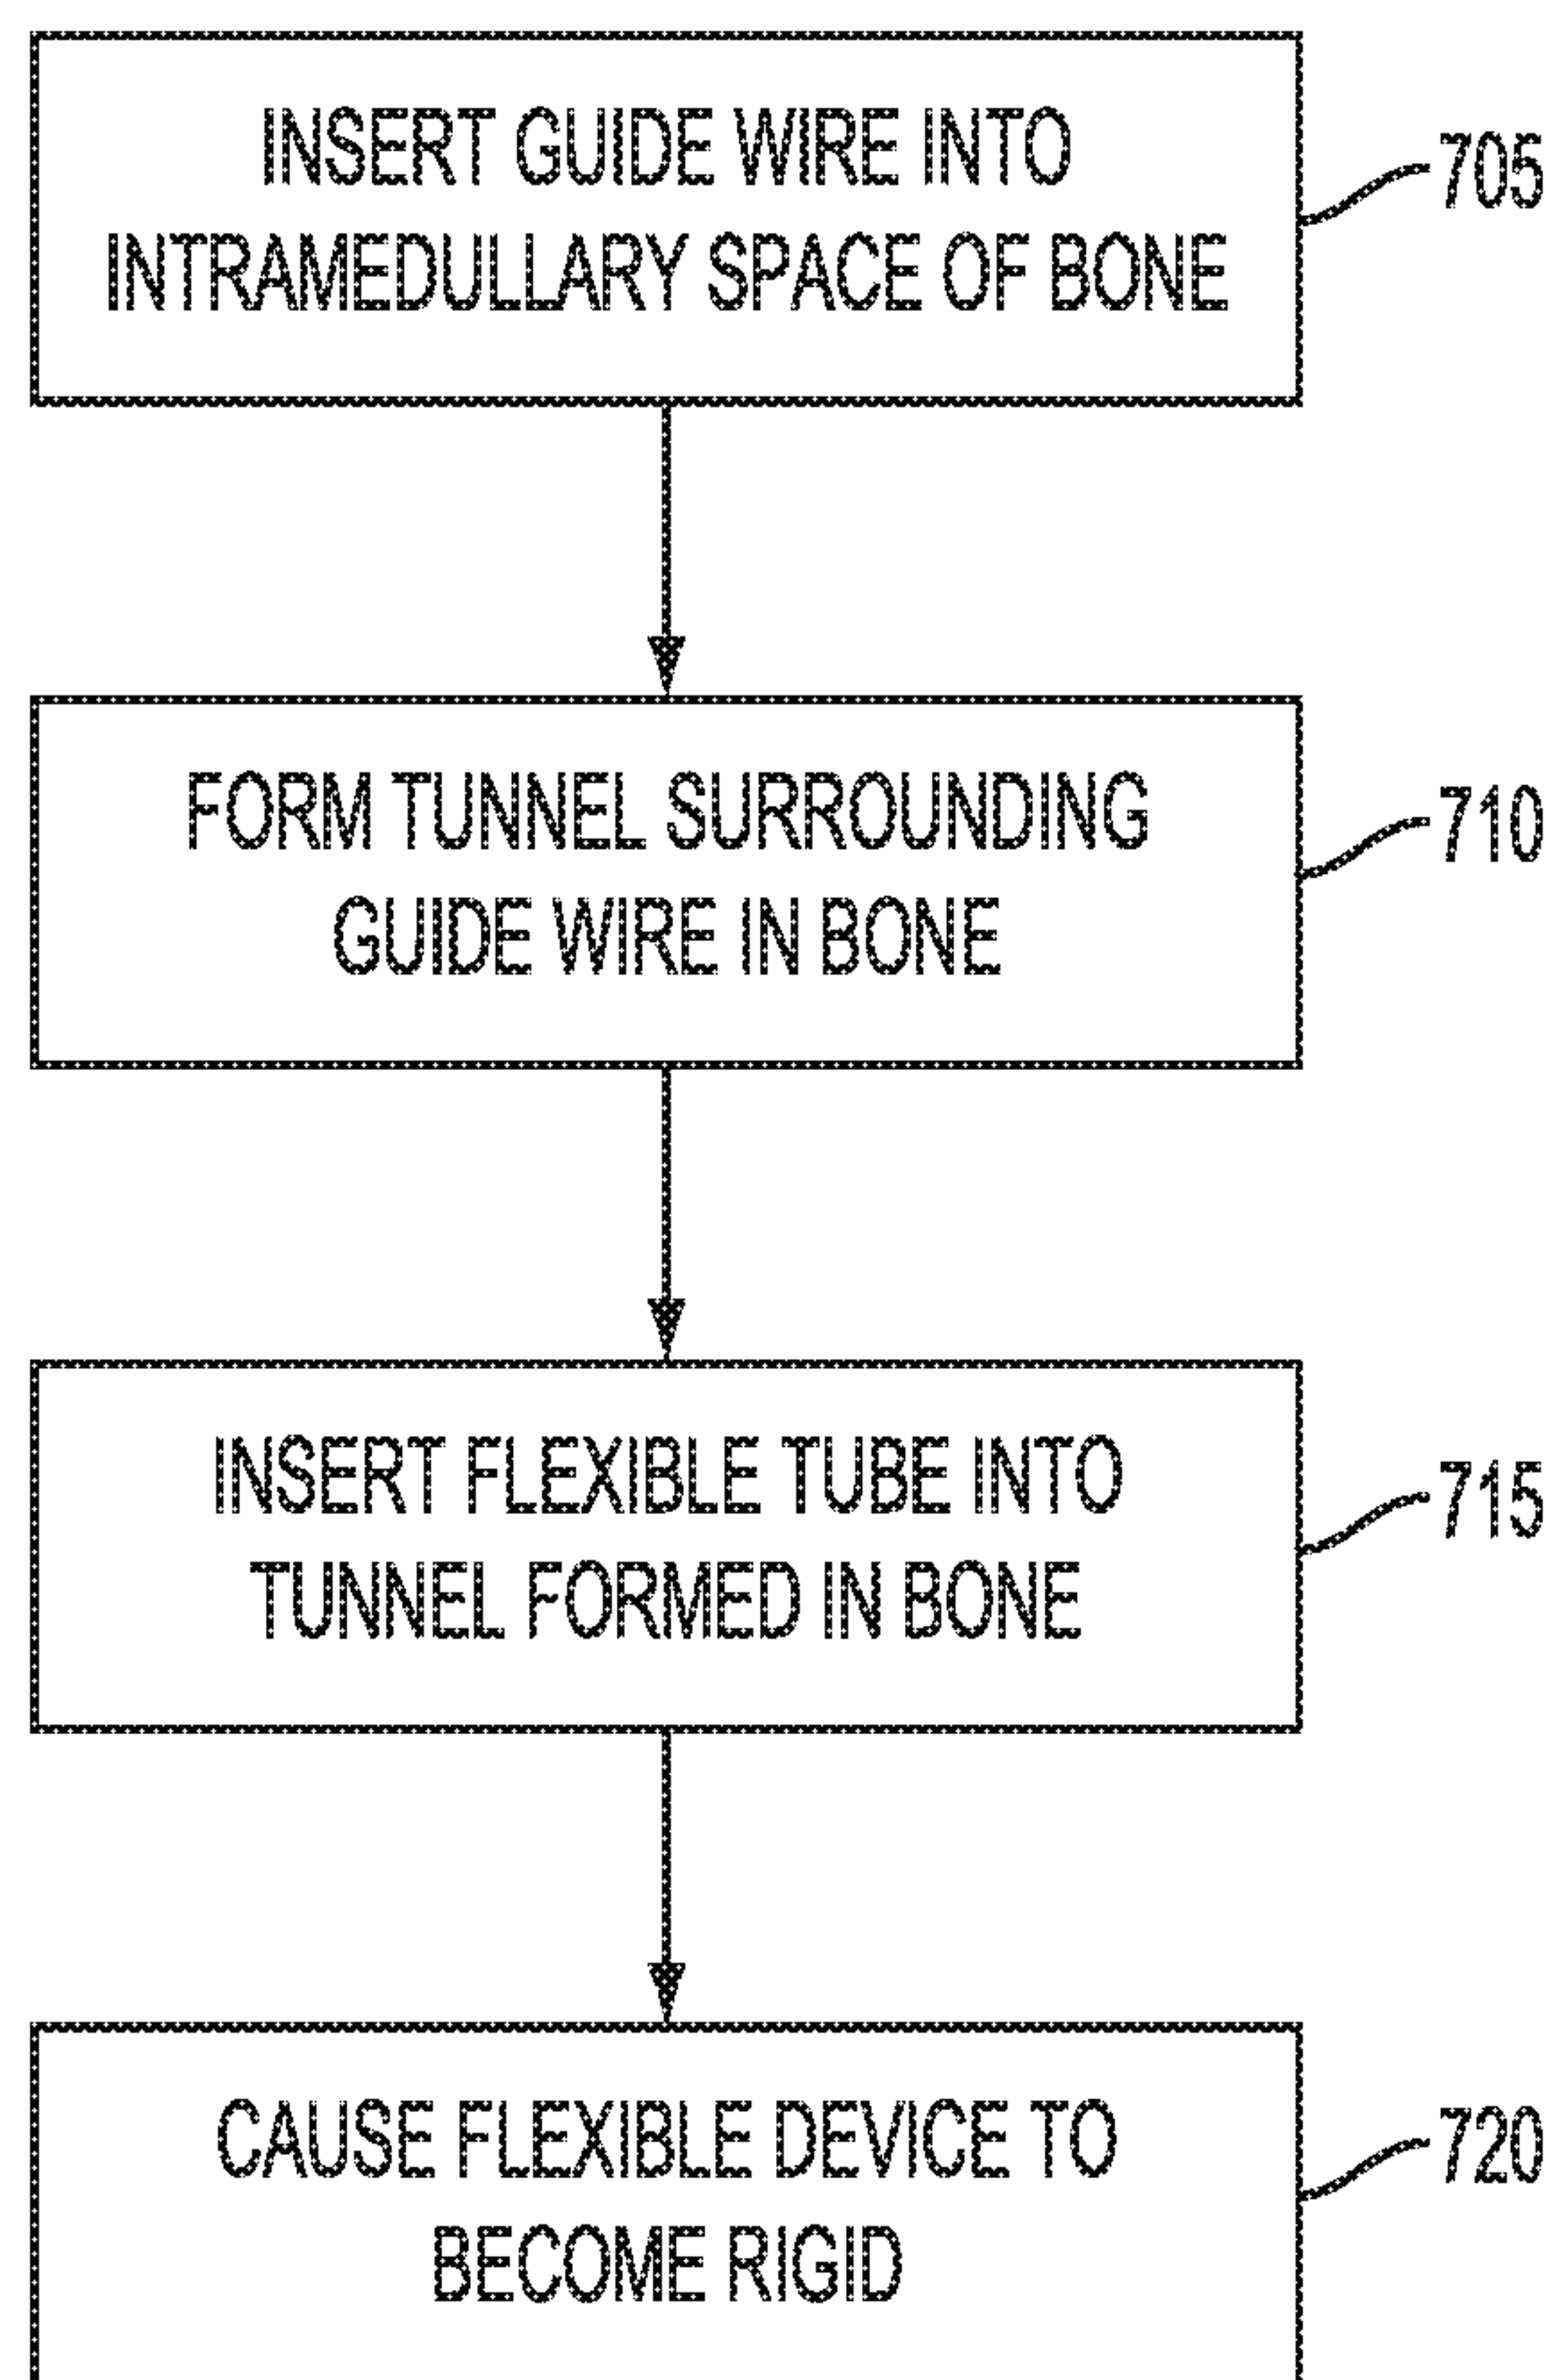 INSERT GUIDE WIRE INTO
INTRAMEDULLARY SPACE OF BONE
705
FORM TUNNEL SURROUNDING
GUIDE WIRE IN BONE
710
INSERT FLEXIBLE TUBE INTO
TUNNEL FORMED IN BONE
715
CAUSE FLEXIBLE DEVICE TO
BECOME RIGID
720